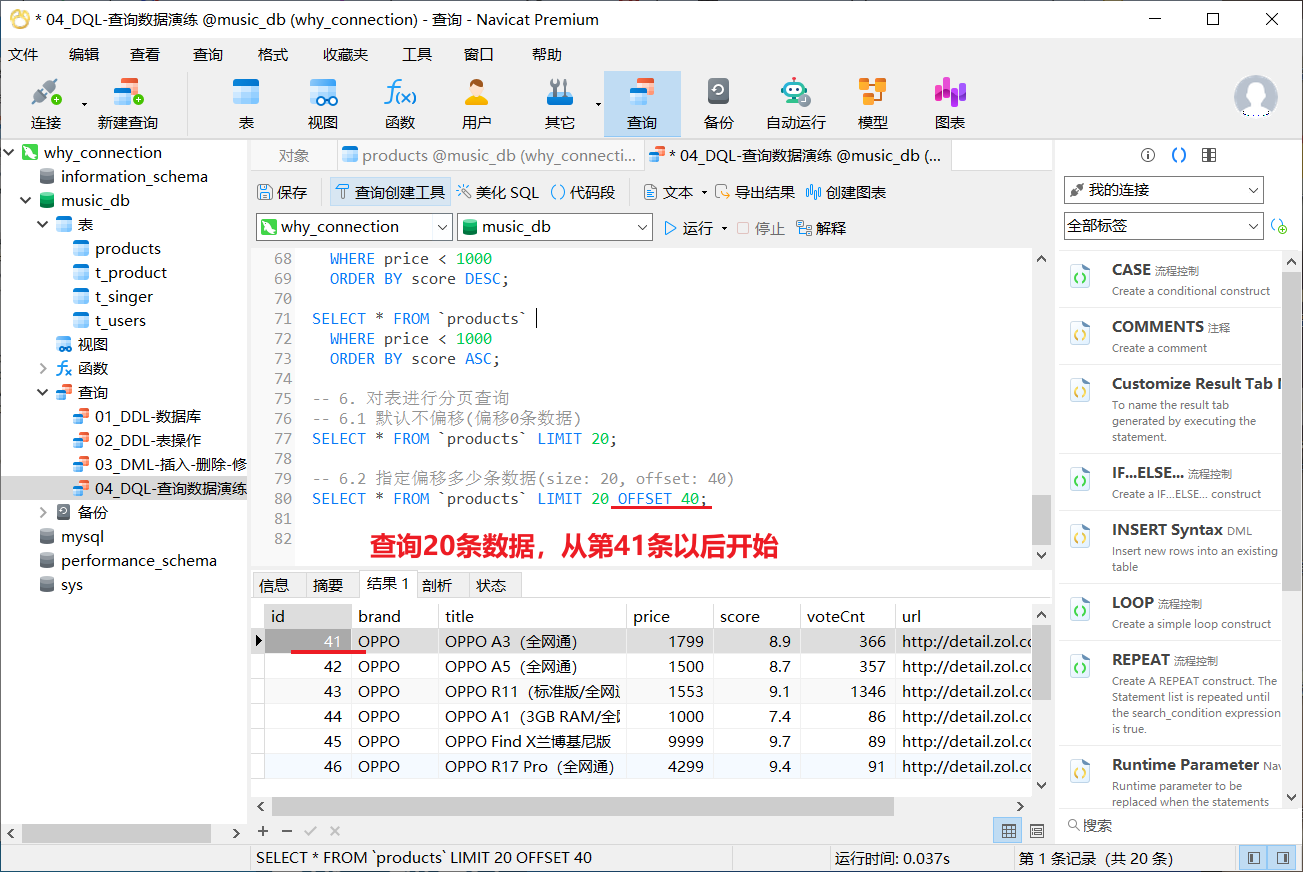 * 04_DQL-查询数据演练 @music_db (why_connection) - 查询 - Navicat Premium
文件 编辑 查看 查询 格式 收藏夹 工具 窗口 帮助
连接 新建查询 表 视图 函数 用户 其它 查询 备份 自动运行 模型 图表
why_connection
information_schema
music_db
表
products
t_product
t_singer
t_users
视图
函数
查询
01_DDL-数据库
02_DDL-表操作
03_DML-插入-删除-修
04_DQL-查询数据演练
备份
mysql
performance_schema
sys
对象 products @music_db (why_connecti... * 04_DQL-查询数据演练 @music_db (...
保存 查询创建工具 美化 SQL () 代码段 文本 导出结果 创建图表
why_connection music_db 运行 停止 解释
68 WHERE price < 1000
69 ORDER BY score DESC;
70
71 SELECT * FROM `products`
72 WHERE price < 1000
73 ORDER BY score ASC;
74
75 -- 6. 对表进行分页查询
76 -- 6.1 默认不偏移(偏移0条数据)
77 SELECT * FROM `products` LIMIT 20;
78
79 -- 6.2 指定偏移多少条数据(size: 20, offset: 40)
80 SELECT * FROM `products` LIMIT 20 OFFSET 40;
81
82
查询20条数据，从第41条以后开始
信息 摘要 结果 1 剖析 状态
id brand title price score voteCnt url
41 OPPO OPPO A3（全网通） 1799 8.9 366 http://detail.zol.cc
42 OPPO OPPO A5（全网通） 1500 8.7 357 http://detail.zol.cc
43 OPPO OPPO R11（标准版/全网通 1553 9.1 1346 http://detail.zol.cc
44 OPPO OPPO A1（3GB RAM/全网 1000 7.4 86 http://detail.zol.cc
45 OPPO OPPO Find X兰博基尼版 9999 9.7 89 http://detail.zol.cc
46 OPPO OPPO R17 Pro（全网通） 4299 9.4 91 http://detail.zol.cc
SELECT * FROM `products` LIMIT 20 OFFSET 40
运行时间: 0.037s
第 1 条记录（共 20 条）
我的连接
全部标签
CASE 流程控制
Create a conditional construct
COMMENTS 注释
Create a comment
Customize Result Tab N
To name the result tab
generated by executing the
statement.
IF...ELSE... 流程控制
Create a IF...ELSE... construct
INSERT Syntax DML
Insert new rows into an existing
table
LOOP 流程控制
Create a simple loop construct
REPEAT 流程控制
Create A REPEAT construct. The
Statement list is repeated until
the search_condition expression
is true.
Runtime Parameter Nav
Runtime parameter to be
replaced when the statements
搜索